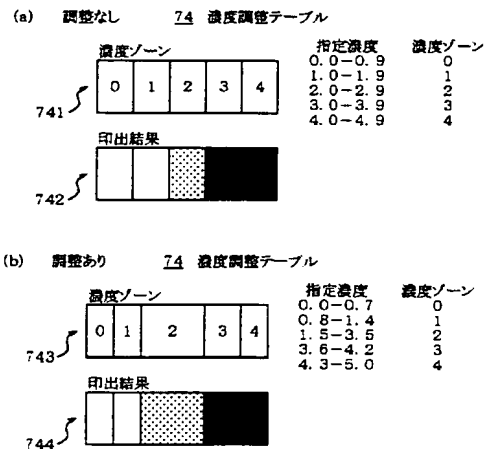 (a) 調整なし 74 濃度調整テーブル
濃度ゾーン
0 1 2 3 4
741
印出結果
742
指定濃度 濃度ゾーン
0.0-0.9 0
1.0-1.9 1
2.0-2.9 2
3.0-3.9 3
4.0-4.9 4
(b) 調整あり 74 濃度調整テーブル
濃度ゾーン
0 1 2 3 4
743
印出結果
744
指定濃度 濃度ゾーン
0.0-0.7 0
0.8-1.4 1
1.5-3.5 2
3.6-4.2 3
4.3-5.0 4